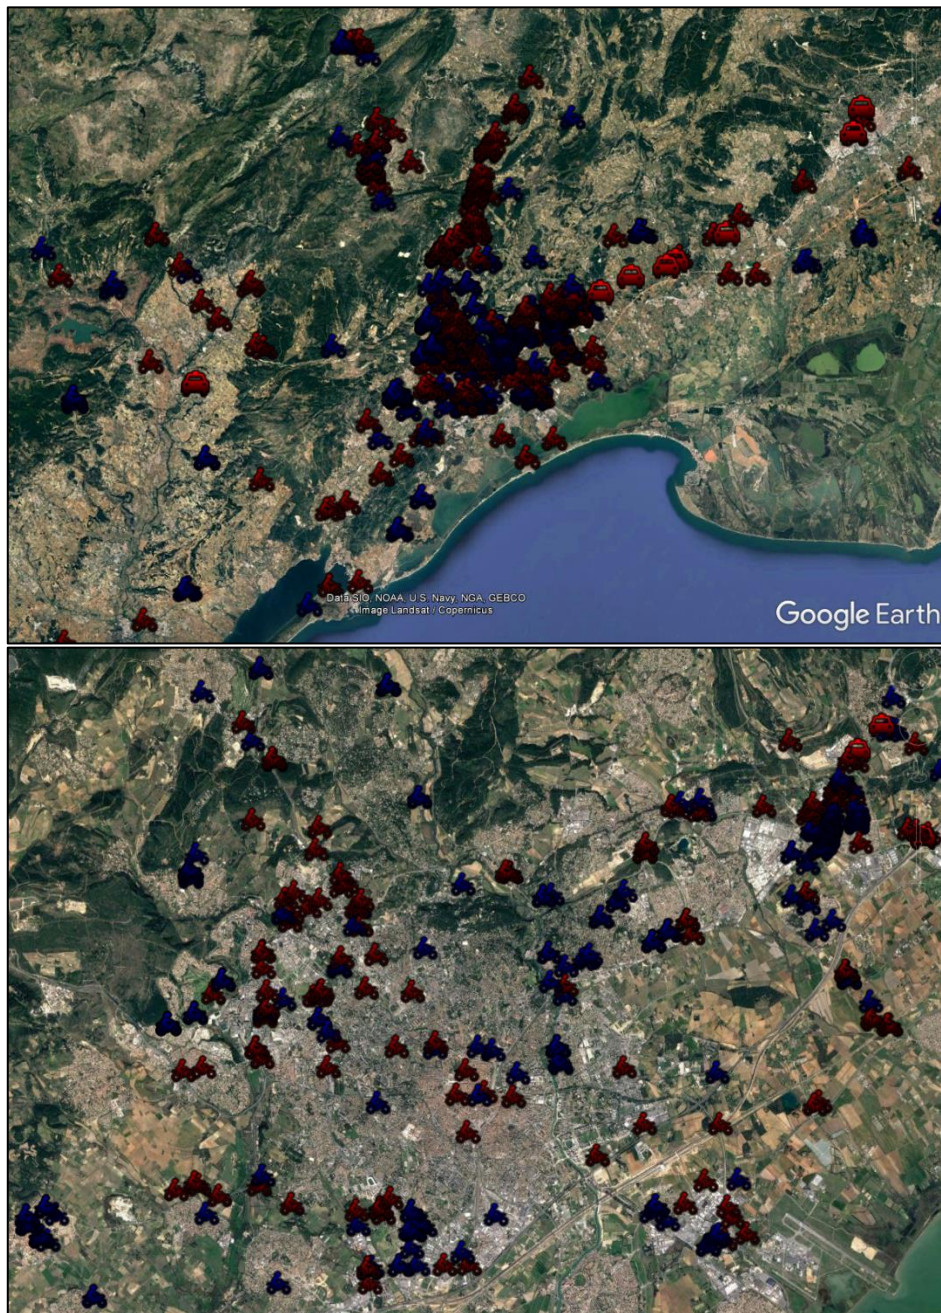 Data SIO, NOAA, U.S. Navy, NGA, GEBCO
Image Landsat / Copernicus
Google Earth